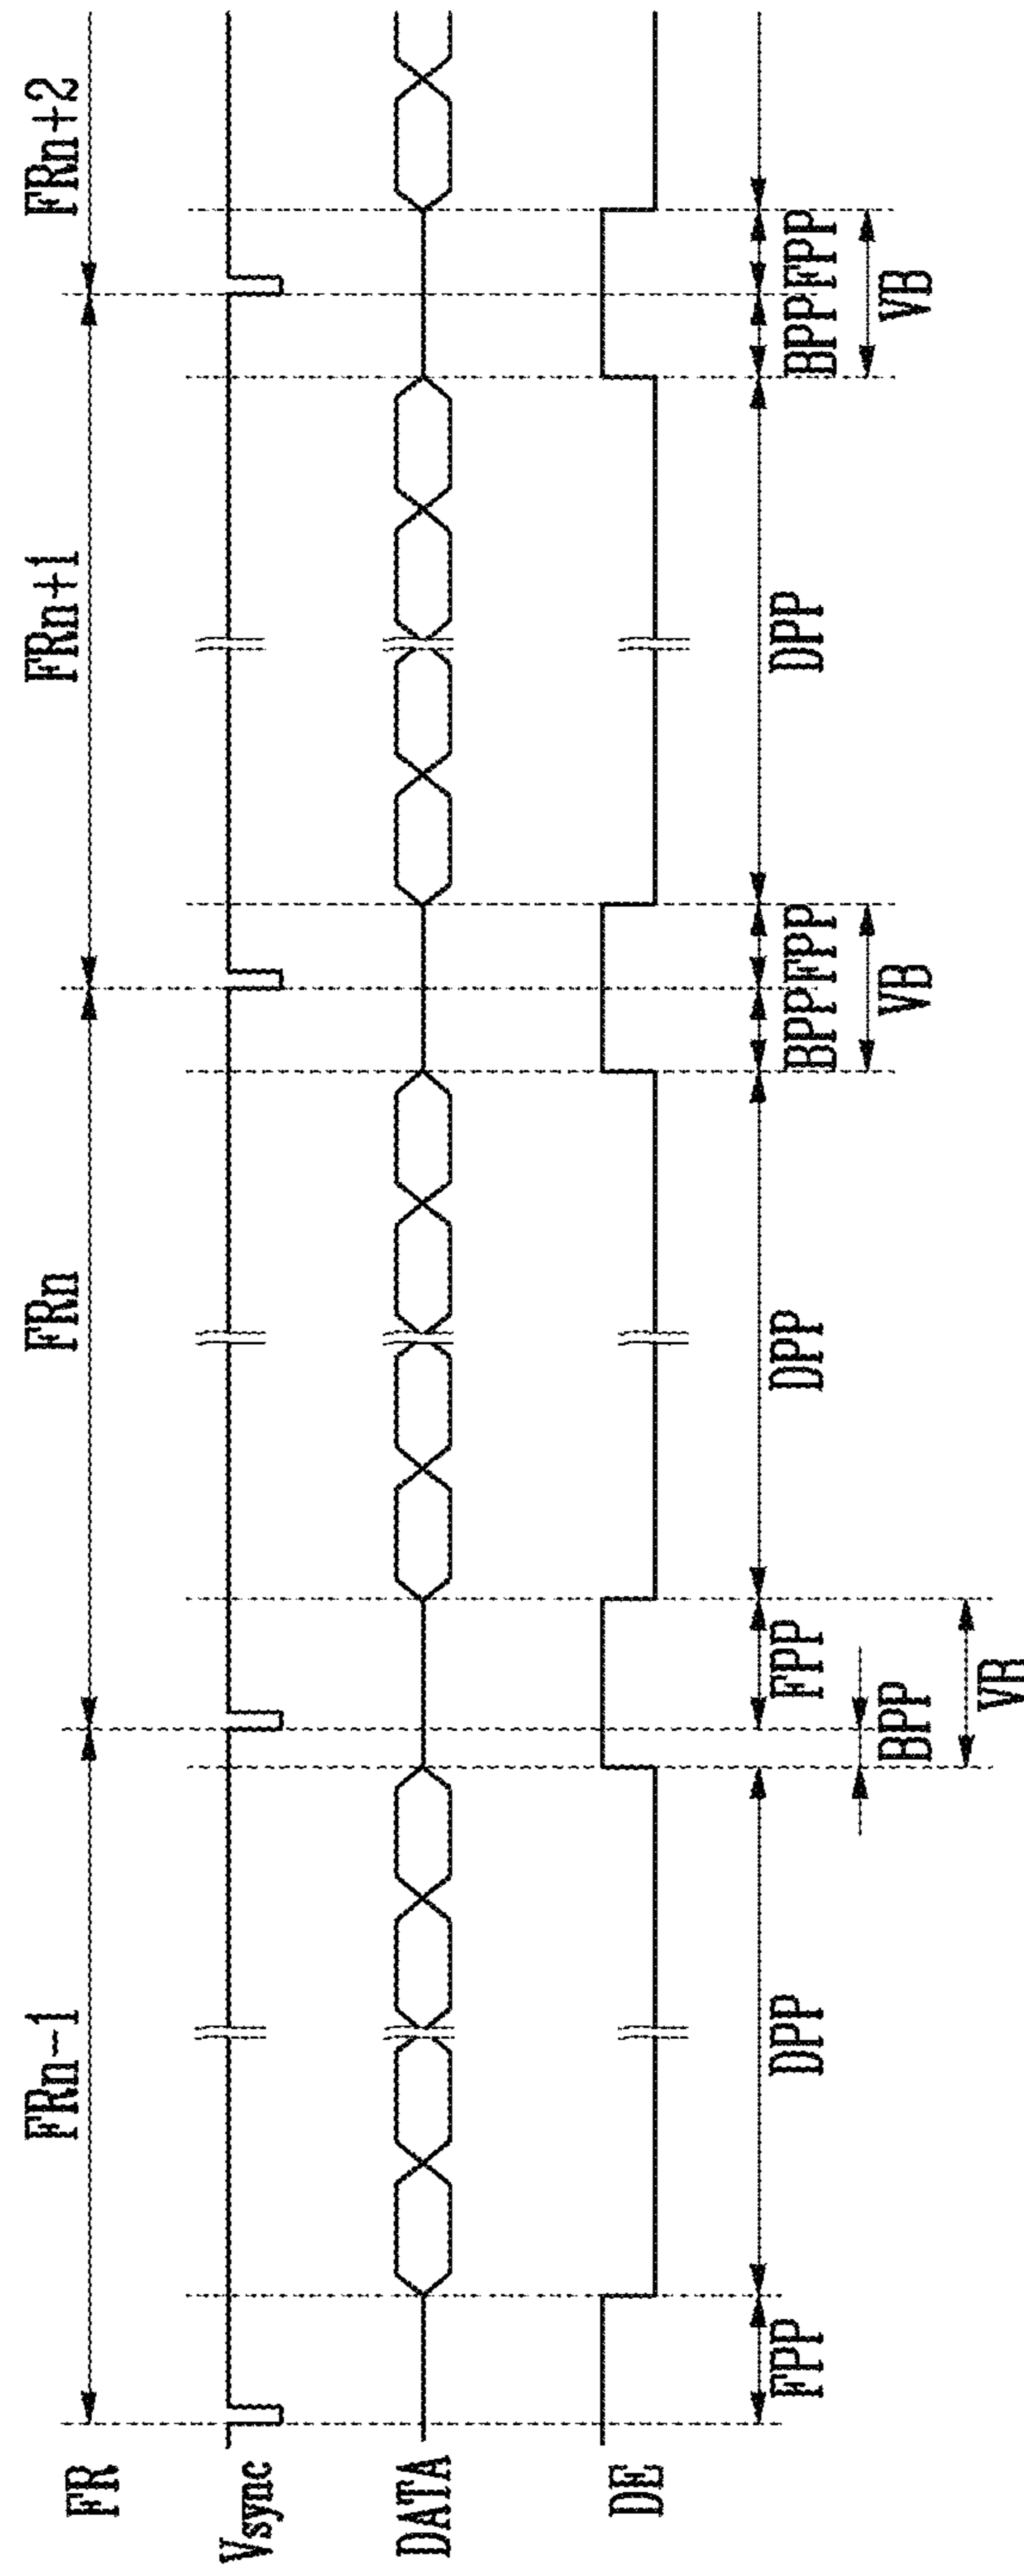 FR
FRn-1
FRn
FRn+1
FRn+2
Vsync
DATA
DE
FPP
DPP
FPP
DPP
BPP
FPP
DPP
BPP
FPP
BPP
VB
VB
VB